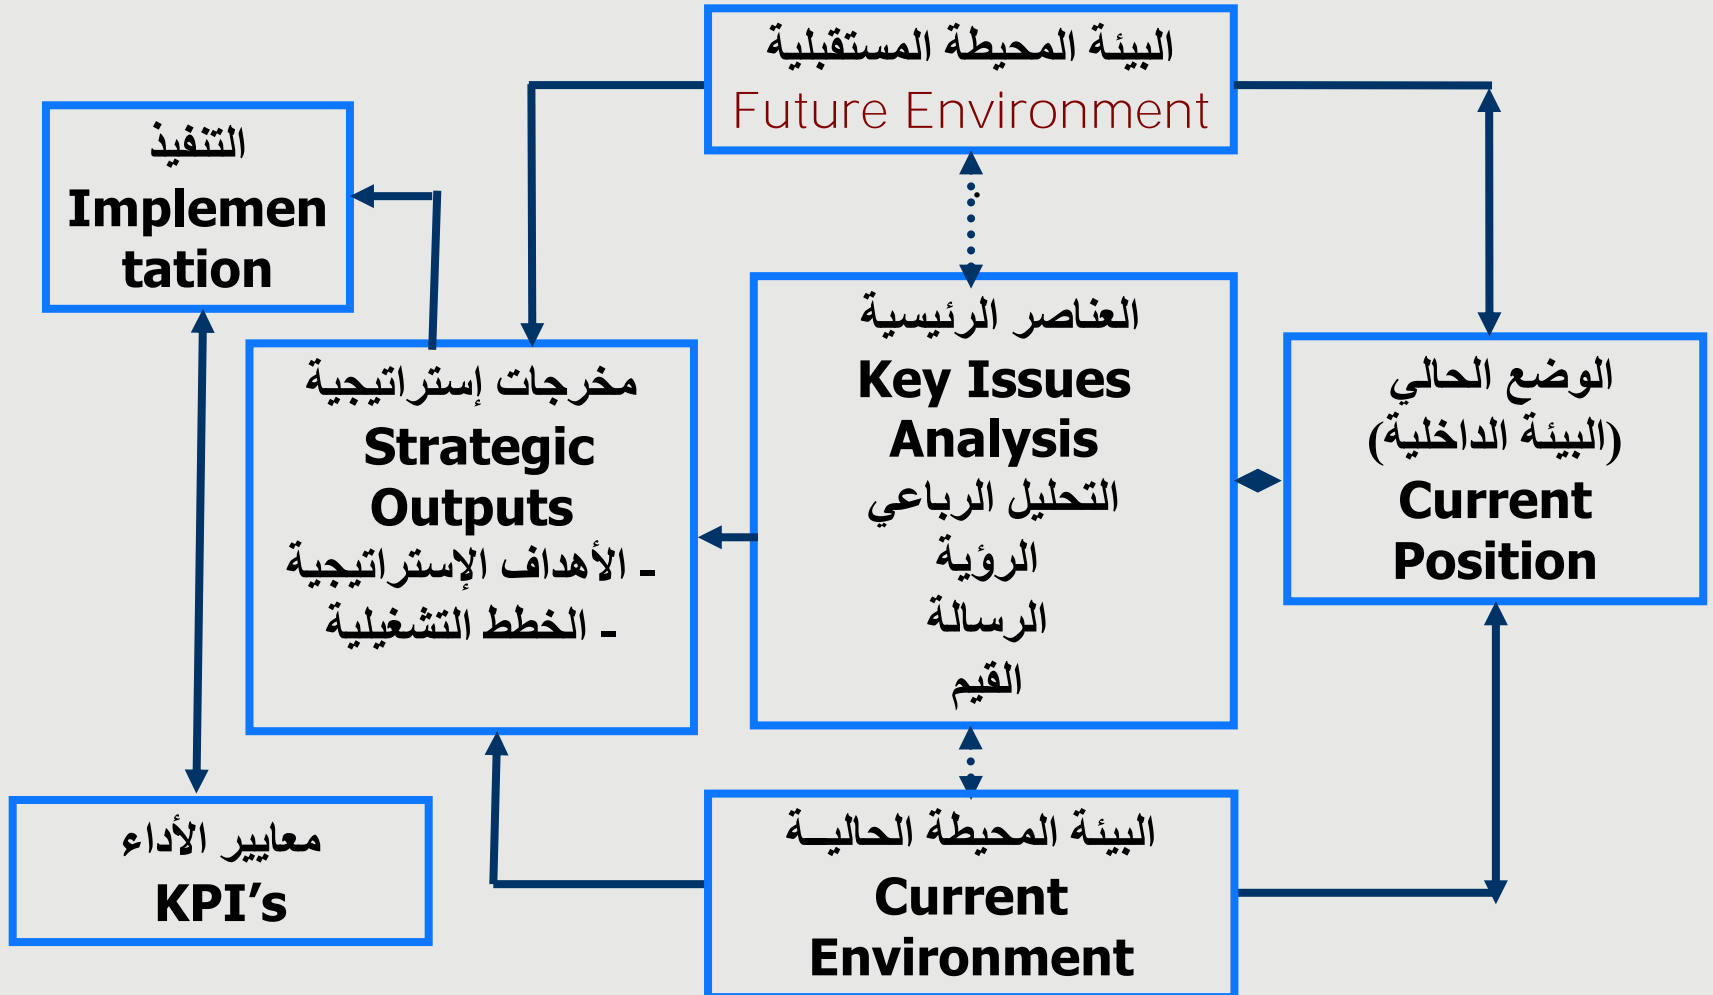 البيئة المحيطة المستقبلية
Future Environment
التنفيذ
Implemen
tation
العناصر الرئيسية
Key Issues
Analysis
التحليل الرباعي
الرؤية
الرسالة
القيم
الوضع الحالي
(البيئة الداخلية)
Current
Position
مخرجات إستراتيجية
Strategic
Outputs
- الأهداف الإستراتيجية
- الخطط التشغيلية
معايير الأداء
KPI’s
البيئة المحيطة الحاليــة
Current
Environment